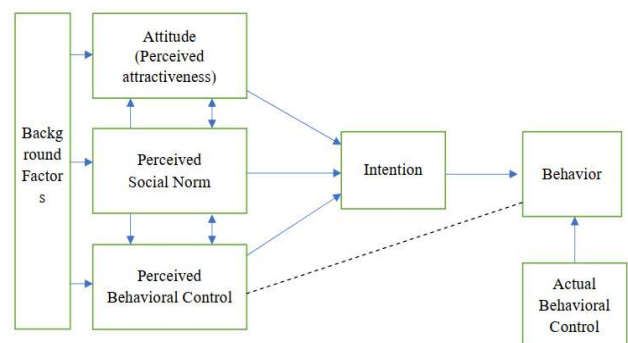 Attitude
(Perceived
attractiveness)
Backg
round
Factor
s
Perceived
Social Norm
Intention
Behavior
Perceived
Behavioral Control
Actual
Behavioral
Control